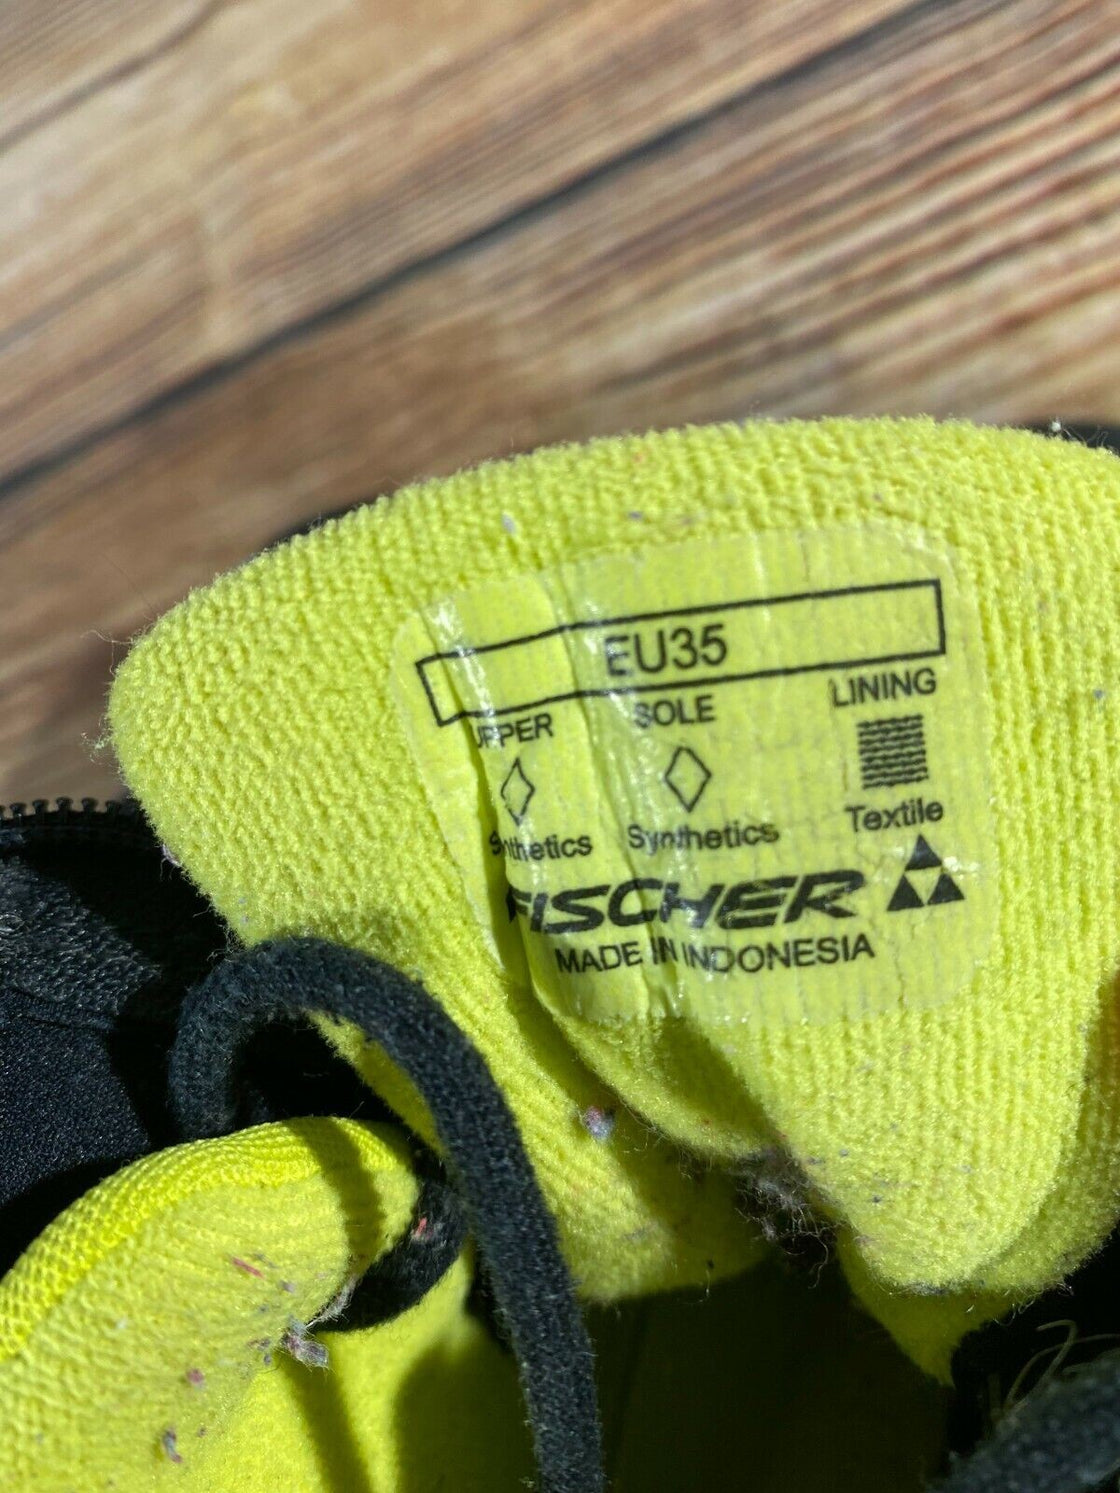 EU35
UPPER SOLE LINING
Synthetics Synthetics Textile
FISCHER
MADE IN INDONESIA